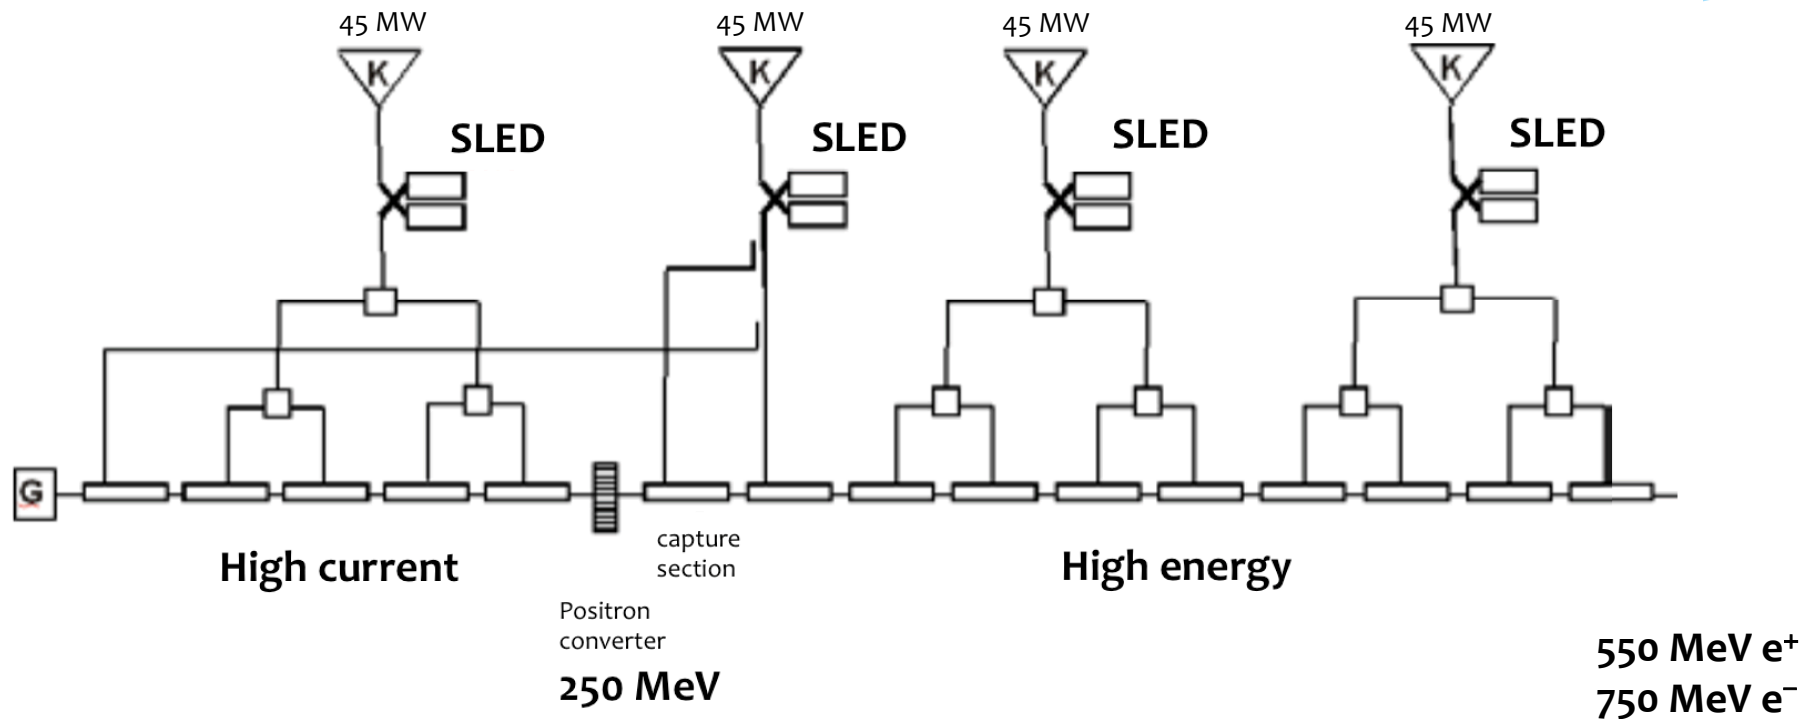 45 MW
45 MW
45 MW
45 MW
K
K
K
K
SLED
SLED
SLED
SLED
G
capture
section
High current
High energy
Positron
converter
250 MeV
550 MeV e⁺
750 MeV e⁻